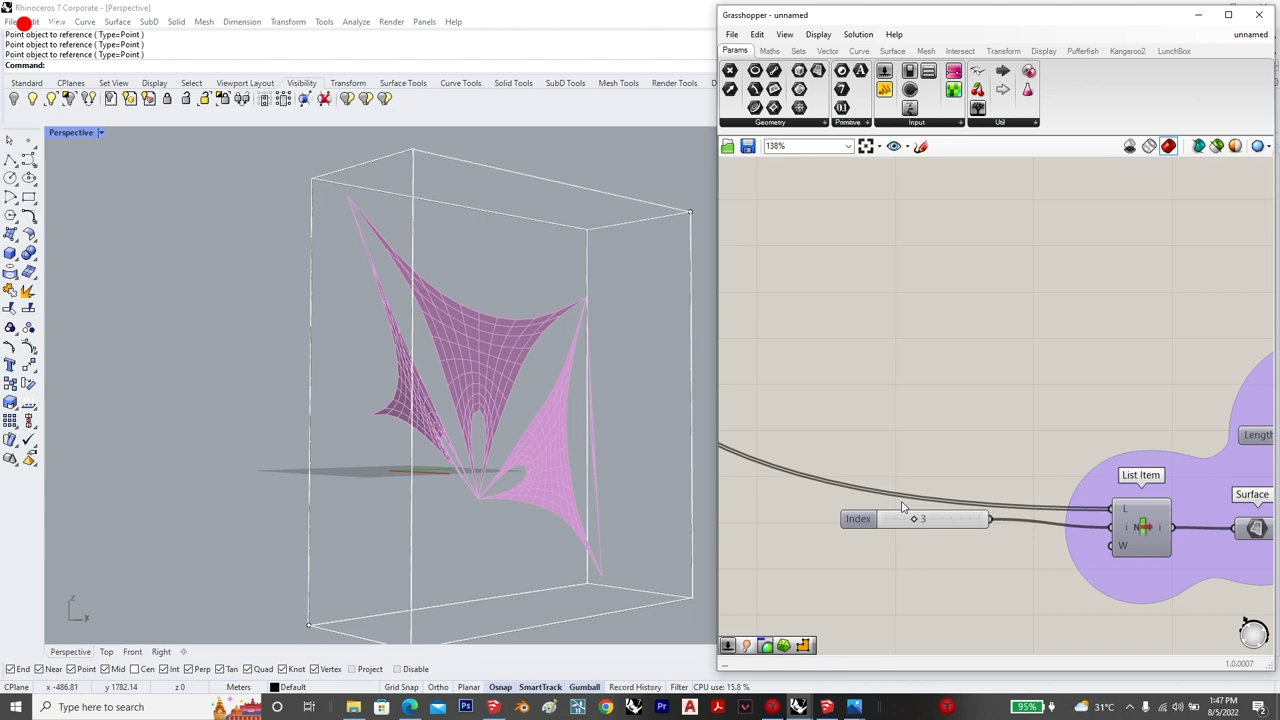 Rhinoceros 7 Corporate - [Perspective]
File Edit View Curve Surface SubD Solid Mesh Dimension Transform Tools Analyze Render Panels Help
Point object to reference ( Type=Point )
Point object to reference ( Type=Point )
Point object to reference ( Type=Point )
Command:
Standard CPlanes Set View Display Select Viewport Layout Visibility Transform Surface Tools Curve Tools Solid Tools SubD Tools Mesh Tools Render Tools
Perspective
z
Perspective Top Front Right
End Near Point Mid Cen Int Perp Tan Quad Knot Vertex Project Disable
CPlane x -486.81 y 1782.14 z 0 Meters Default Grid Snap Ortho Planar Osnap SmartTrack Gumball Record History Filter CPU use: 15.8 %
Grasshopper - unnamed
File Edit View Display Solution Help unnamed
Params Maths Sets Vector Curve Surface Mesh Intersect Transform Display Pufferfish Kangaroo2 LunchBox
Geometry Primitive Input Util
138%
Length
List Item
Surface
Index 3
L
i N i
W
... 1.0.0007
Type here to search
95% 31°C 1:47 PM
8/5/2022